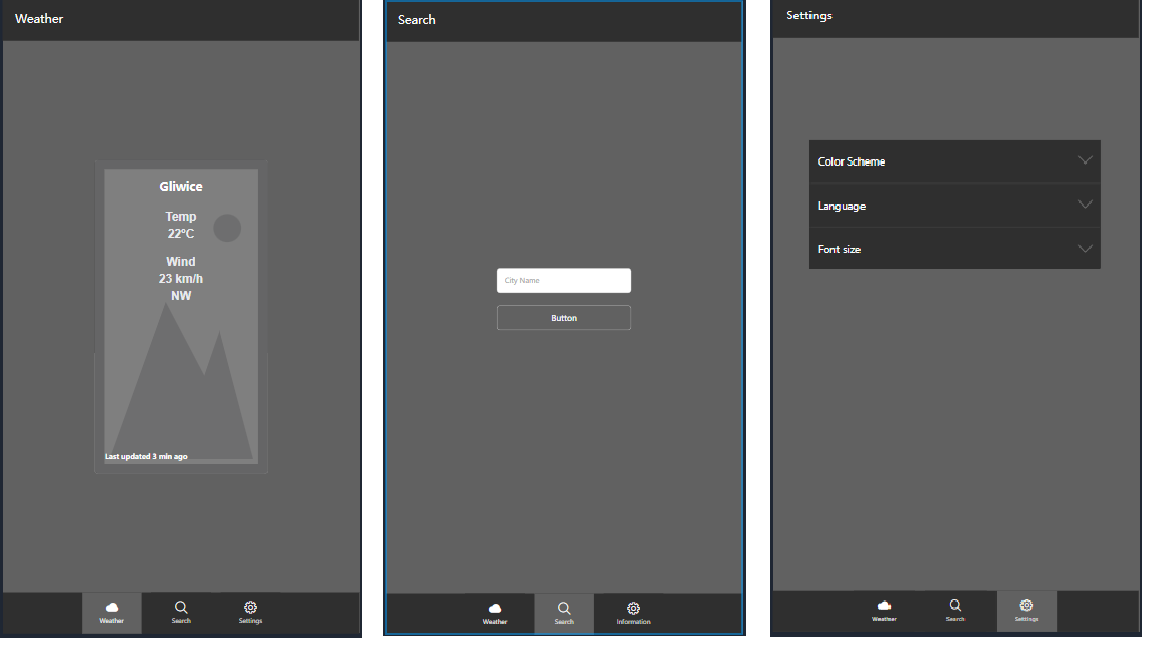 Weather
Gliwice
Temp
22°C
Wind
23 km/h
NW
Last updated 3 min ago
Weather
Search
Settings
Search
City Name
Button
Weather
Search
Information
Settings
Color Scheme
Language
Font size
Weather
Search
Settings